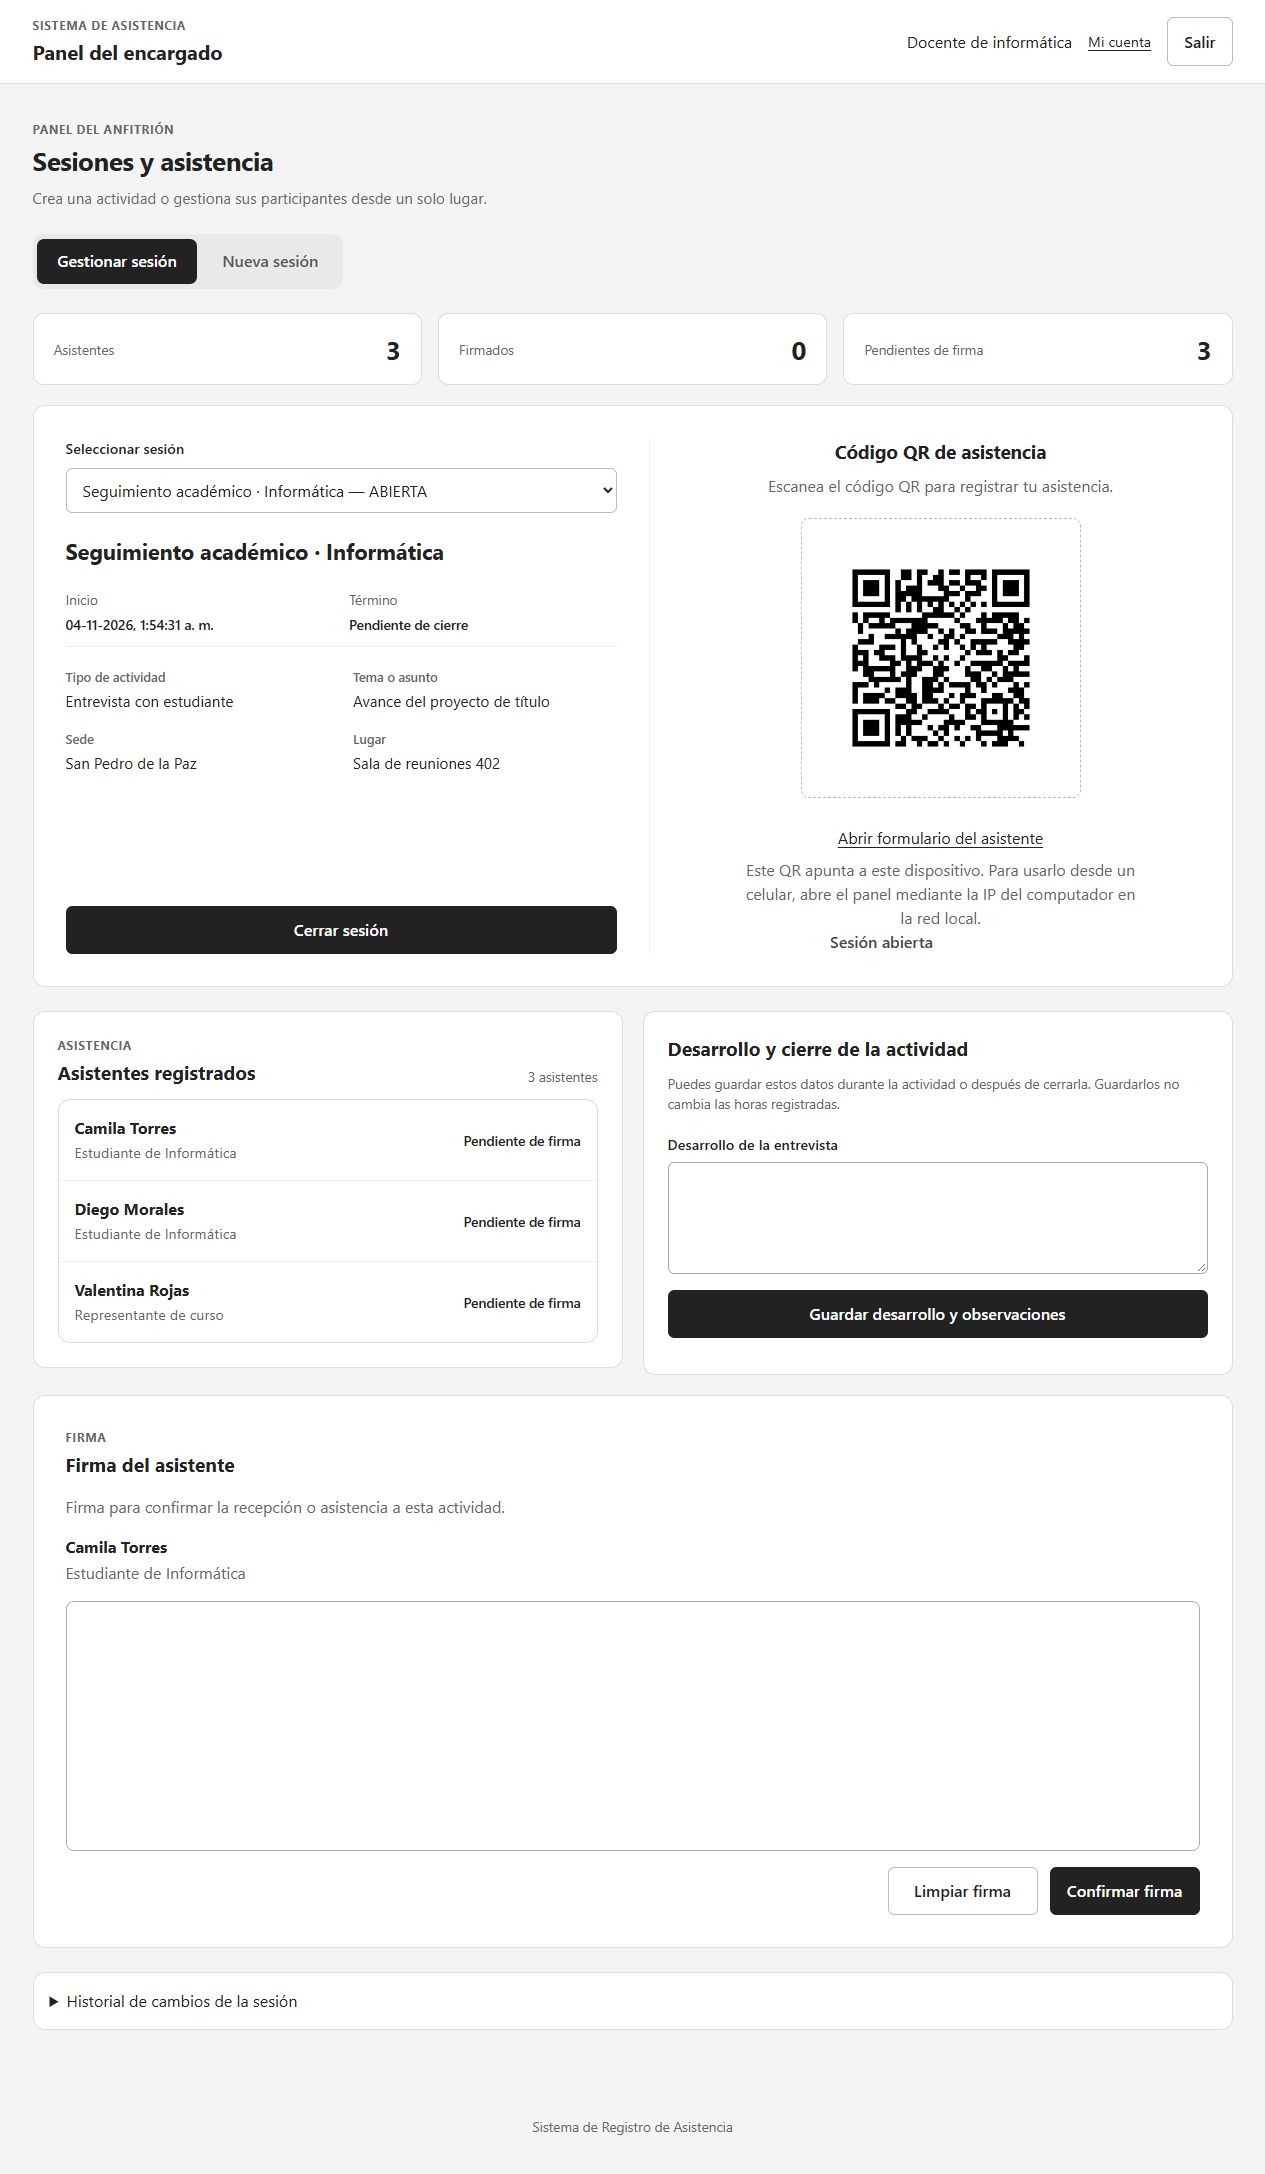 SISTEMA DE ASISTENCIA
Panel del encargado
Docente de informática
Mi cuenta
Salir
PANEL DEL ANFITRIÓN
Sesiones y asistencia
Crea una actividad o gestiona sus participantes desde un solo lugar.
Gestionar sesión
Nueva sesión
Asistentes
3
Firmados
0
Pendientes de firma
3
Seleccionar sesión
Seguimiento académico · Informática — ABIERTA
Seguimiento académico · Informática
Inicio
04-11-2026, 1:54:31 a. m.
Término
Pendiente de cierre
Tipo de actividad
Entrevista con estudiante
Tema o asunto
Avance del proyecto de título
Sede
San Pedro de la Paz
Lugar
Sala de reuniones 402
Cerrar sesión
Código QR de asistencia
Escanea el código QR para registrar tu asistencia.
Abrir formulario del asistente
Este QR apunta a este dispositivo. Para usarlo desde un
celular, abre el panel mediante la IP del computador en
la red local.
Sesión abierta
ASISTENCIA
Asistentes registrados
3 asistentes
Camila Torres
Estudiante de Informática
Pendiente de firma
Diego Morales
Estudiante de Informática
Pendiente de firma
Valentina Rojas
Representante de curso
Pendiente de firma
Desarrollo y cierre de la actividad
Puedes guardar estos datos durante la actividad o después de cerrarla. Guardarlos no
cambia las horas registradas.
Desarrollo de la entrevista
Guardar desarrollo y observaciones
FIRMA
Firma del asistente
Firma para confirmar la recepción o asistencia a esta actividad.
Camila Torres
Estudiante de Informática
Limpiar firma
Confirmar firma
Historial de cambios de la sesión
Sistema de Registro de Asistencia